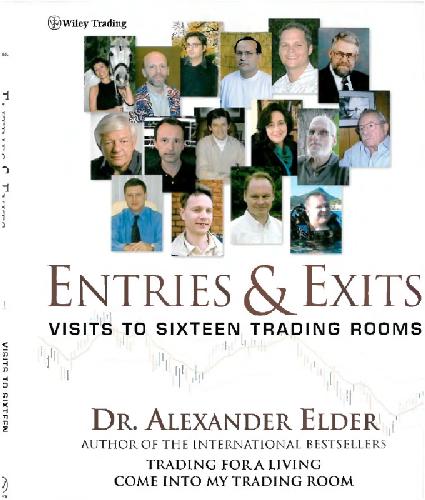 Wiley Trading
ENTRIES & EXITS
VISITS TO SIXTEEN TRADING ROOMS
DR. ALEXANDER ELDER
AUTHOR OF THE INTERNATIONAL BESTSELLERS
TRADING FOR A LIVING
COME INTO MY TRADING ROOM
VISITS TO SIXTEEN